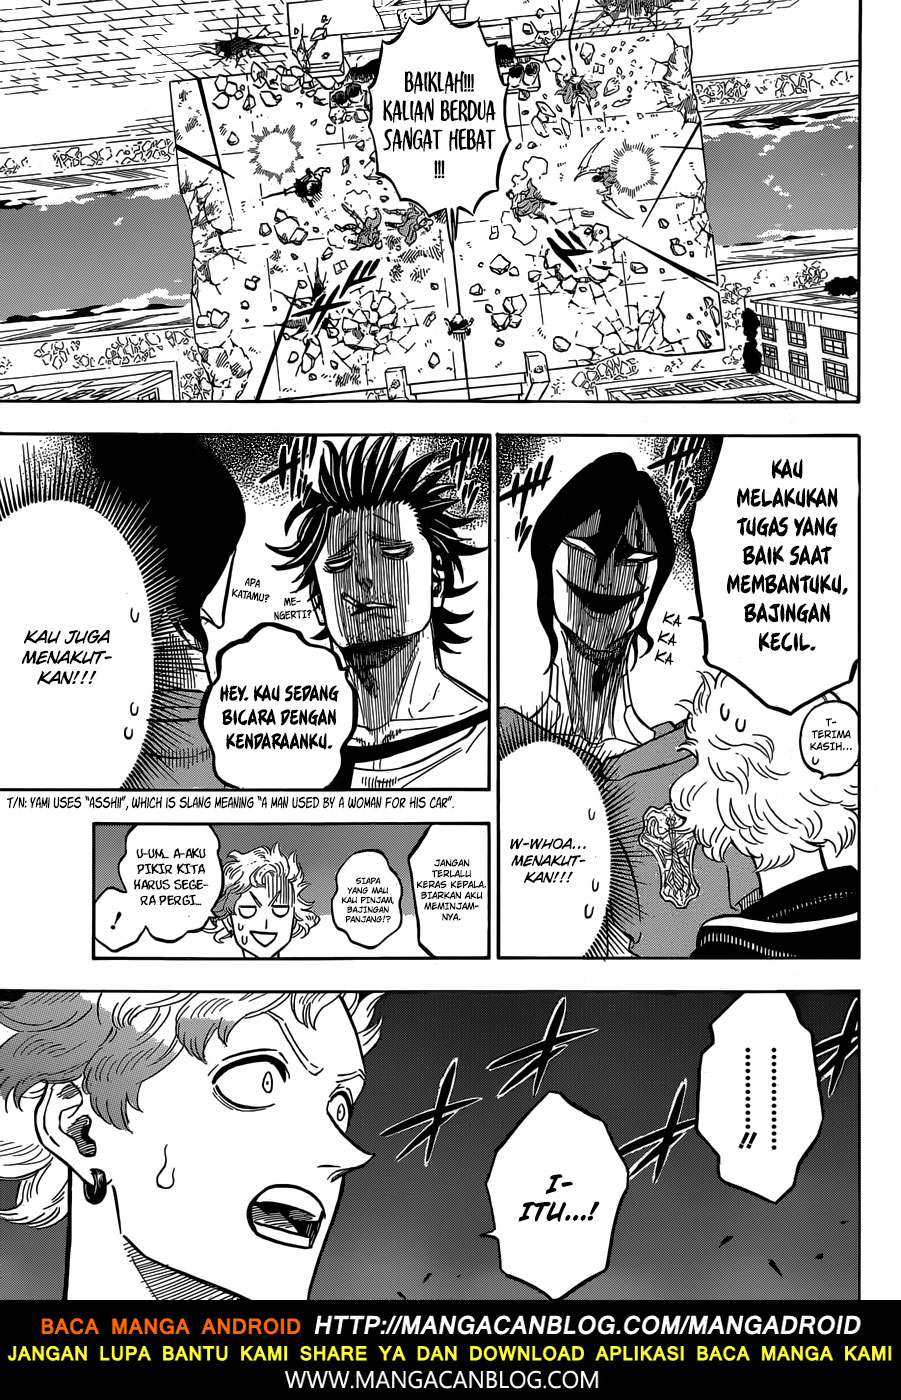 BAIKLAH!!!
KALIAN BERDUA
SANGAT HEBAT
!!!
KAU
MELAKUKAN
TUGAS YANG
BAIK SAAT
MEMBANTUKU,
BAJINGAN
KECIL.
KA
KA
KA
T-
TERIMA
KASIH...
W-WHOA...
MENAKUT-
KAN!!!
APA
KATAMU?
ME-
NGERTI?
HEY. KAU SEDANG
BICARA DENGAN
KENDARAANKU.
KAU JUGA
MENAKUT-
KAN!!!
T/N: YAMI USES "ASSHII", WHICH IS SLANG MEANING "A MAN USED BY A WOMAN FOR HIS CAR".
JANGAN
TERLALU
KERAS KEPALA.
BIARKAN AKU
MEMINJAM-
NYA.
SIAPA
YANG MAU
KAU PINJAM,
BAJINGAN
PANJANG!?
U-UM... A-AKU
PIKIR KITA
HARUS SEGE-
RA PERGI...
!
..........!!
I-
ITU...!
BACA MANGA ANDROID HTTP://MANGACANBLOG.COM/MANGADROID
JANGAN LUPA BANTU KAMI SHARE YA DAN DOWNLOAD APLIKASI BACA MANGA KAMI
WWW.MANGACANBLOG.COM